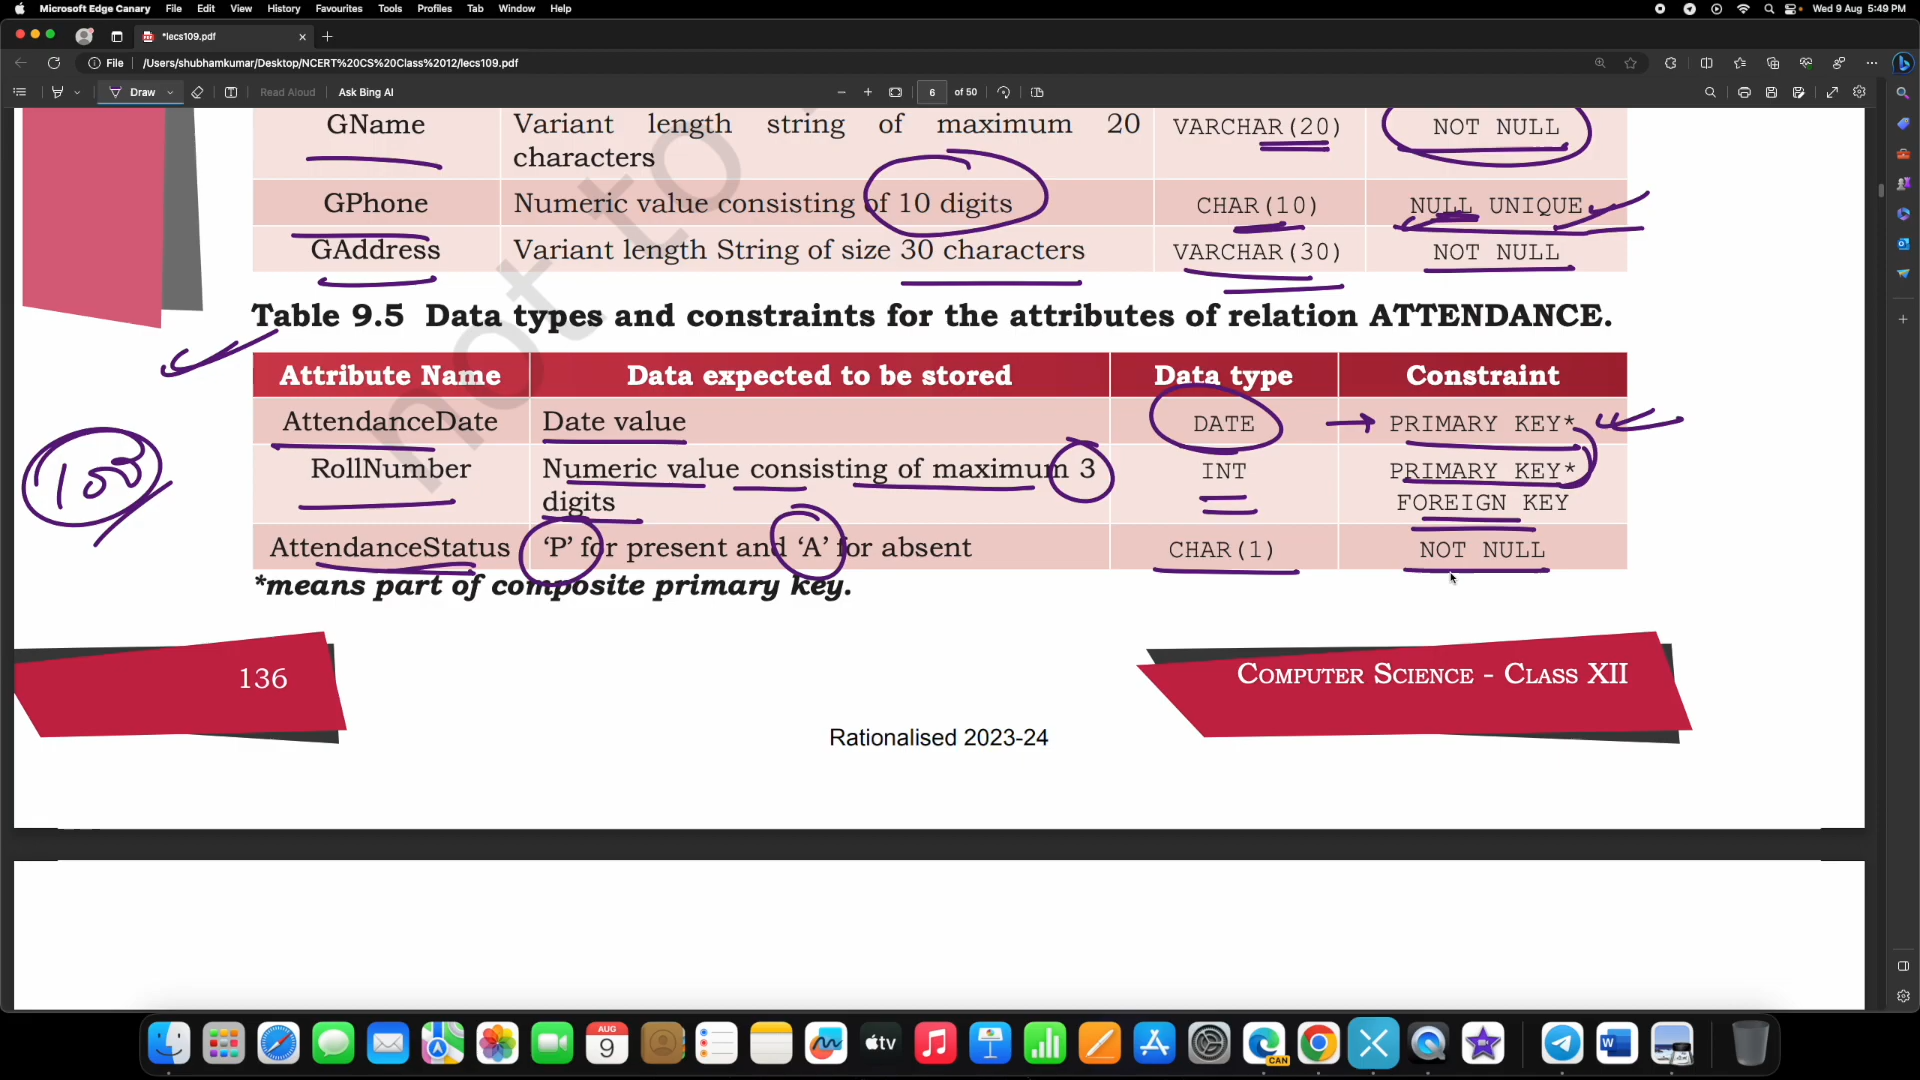 Microsoft Edge Canary File Edit View History Favourites Tools Profiles Tab Window Help Wed 9 Aug 5:49 PM
*lecs109.pdf
File /Users/shubhamkumar/Desktop/NCERT%20CS%20Class%2012/lecs109.pdf
Draw Read Aloud Ask Bing AI 6 of 50
GName Variant length string of maximum 20 characters VARCHAR(20) NOT NULL
GPhone Numeric value consisting of 10 digits CHAR(10) NULL UNIQUE
GAddress Variant length String of size 30 characters VARCHAR(30) NOT NULL
Table 9.5 Data types and constraints for the attributes of relation ATTENDANCE.
Attribute Name Data expected to be stored Data type Constraint
AttendanceDate Date value DATE PRIMARY KEY*
RollNumber Numeric value consisting of maximum 3 digits INT PRIMARY KEY* FOREIGN KEY
AttendanceStatus ‘P’ for present and ‘A’ for absent CHAR(1) NOT NULL
*means part of composite primary key.
136
COMPUTER SCIENCE - CLASS XII
Rationalised 2023-24
not to
AUG
9
tv
CAN
W